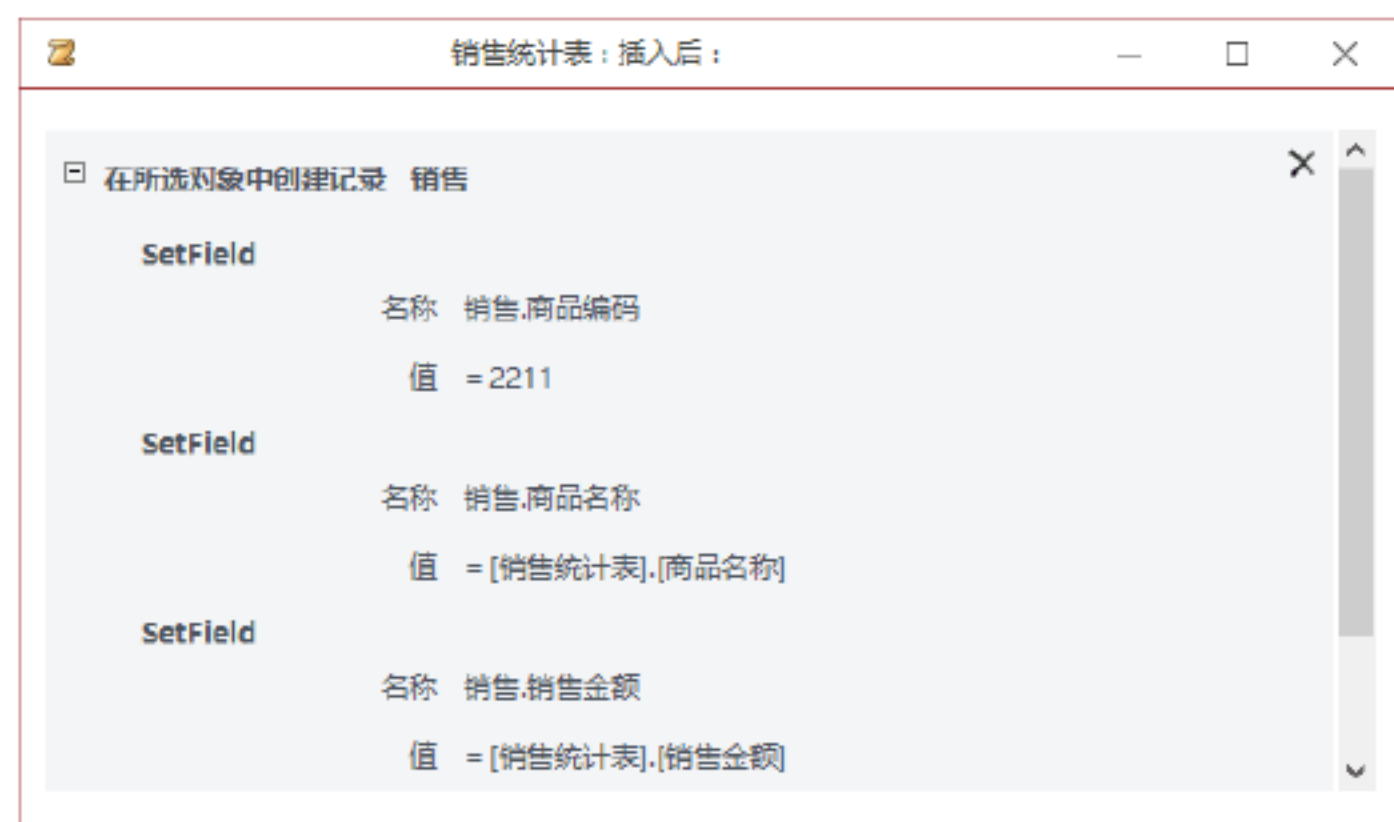 销售统计表 : 插入后 :
在所选对象中创建记录 销售
SetField
名称 销售.商品编码
值 = 2211
SetField
名称 销售.商品名称
值 = [销售统计表].[商品名称]
SetField
名称 销售.销售金额
值 = [销售统计表].[销售金额]